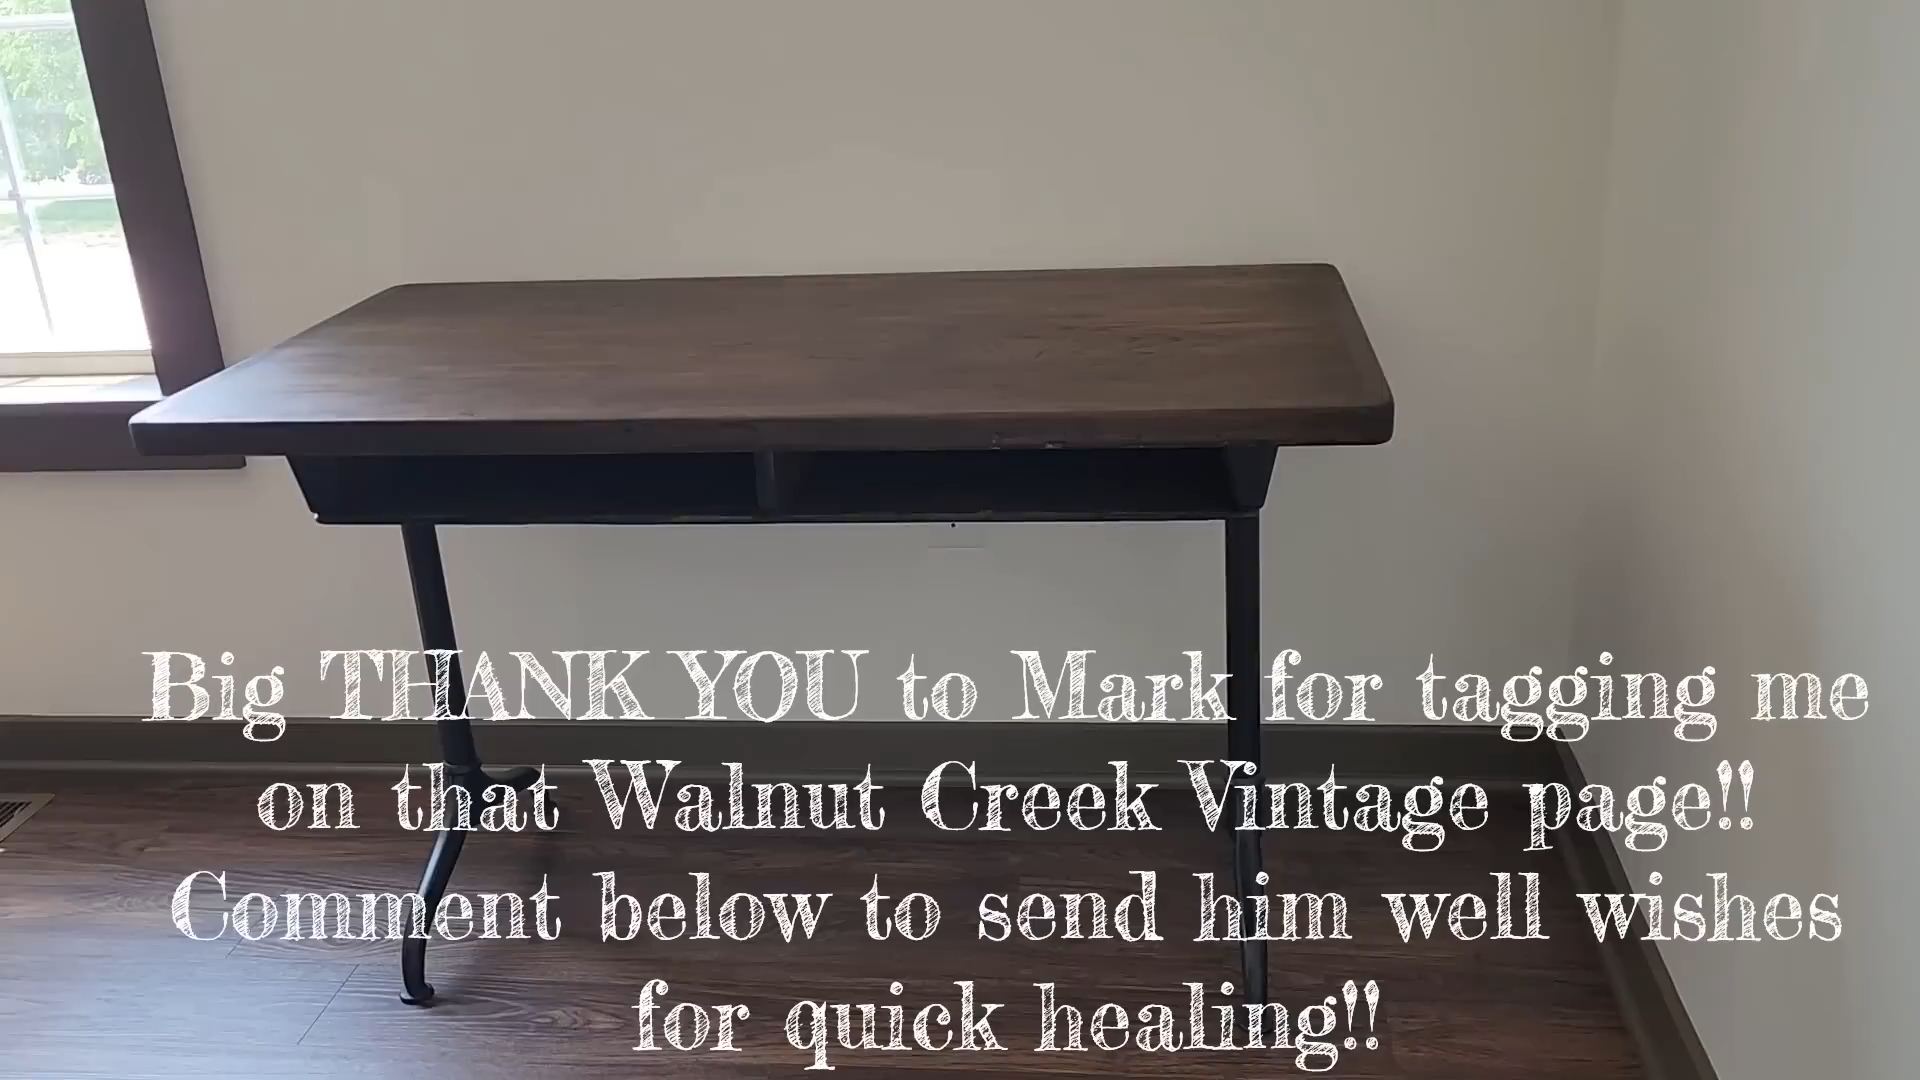 Big THANK YOU to Mark for tagging me
on that Walnut Creek Vintage page!!
Comment below to send him well wishes
for quick healing!!